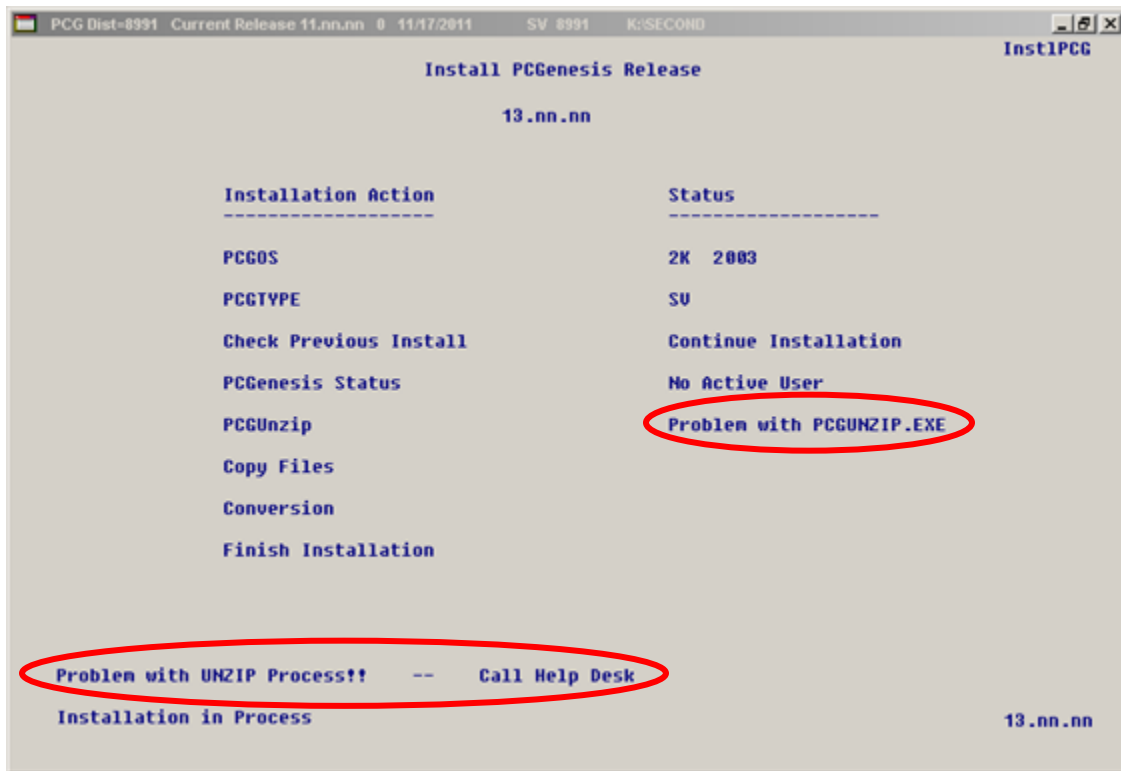 PCG Dist=8991 Current Release 11.nn.nn 0 11/17/2011 SV 8991 K:\SECOND
InstlPCG
Install PCGenesis Release
13.nn.nn
Installation Action Status
-------------------- --------------------
PCGOS 2K 2003
PCGTYPE SV
Check Previous Install Continue Installation
PCGenesis Status No Active User
PCGUnzip Problem with PCGUNZIP.EXE
Copy Files
Conversion
Finish Installation
Problem with UNZIP Process!! -- Call Help Desk
Installation in Process 13.nn.nn